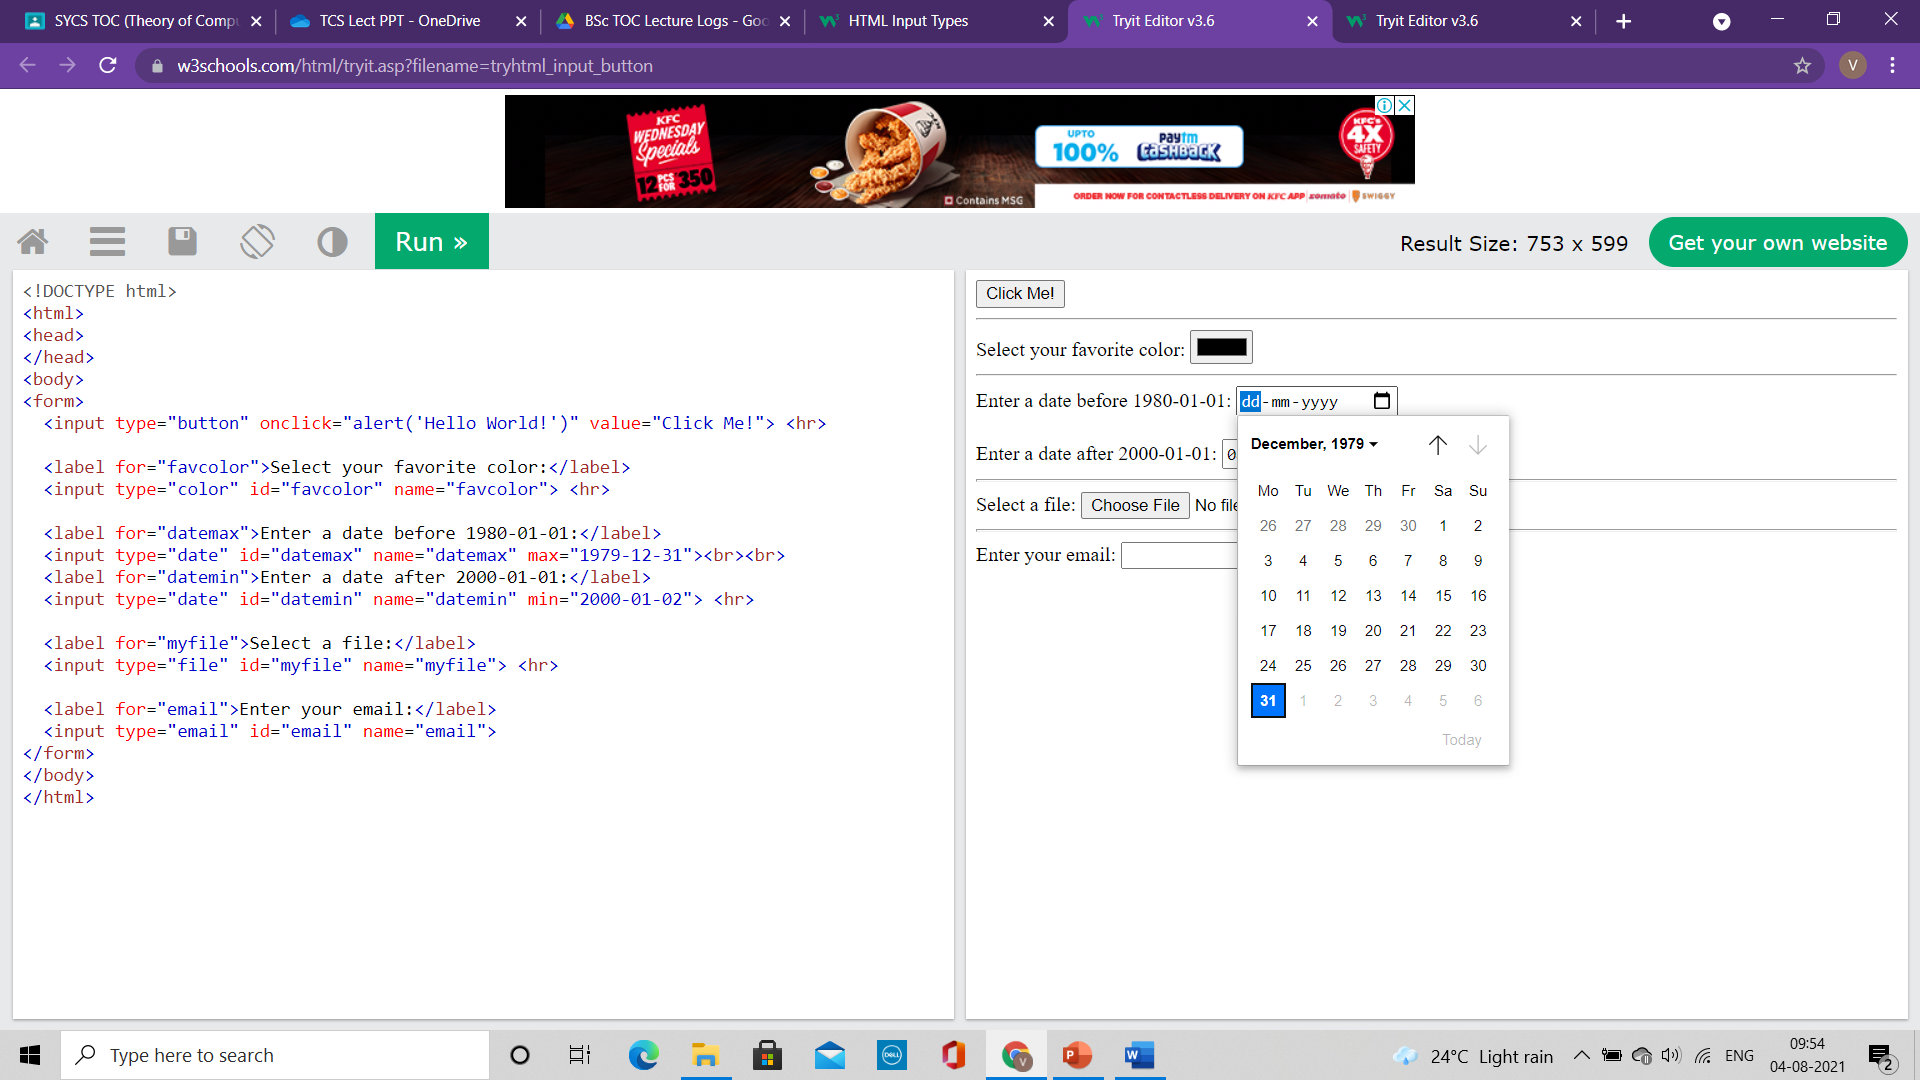 SYCS TOC (Theory of Comp
TCS Lect PPT - OneDrive
BSc TOC Lecture Logs - Goo
HTML Input Types
Tryit Editor v3.6
Tryit Editor v3.6
w3schools.com/html/tryit.asp?filename=tryhtml_input_button
V
KFC
WEDNESDAY
Specials
12 PCS FOR 350
Contains MSG
UPTO
100%
paytm
CASHBACK
KFC's
4X
SAFETY
ORDER NOW FOR CONTACTLESS DELIVERY ON KFC APP zomato SWIGGY
Run »
Result Size: 753 x 599
Get your own website
<!DOCTYPE html>
<html>
<head>
</head>
<body>
<form>
<input type="button" onclick="alert('Hello World!')" value="Click Me!"> <hr>
<label for="favcolor">Select your favorite color:</label>
<input type="color" id="favcolor" name="favcolor"> <hr>
<label for="datemax">Enter a date before 1980-01-01:</label>
<input type="date" id="datemax" name="datemax" max="1979-12-31"><br><br>
<label for="datemin">Enter a date after 2000-01-01:</label>
<input type="date" id="datemin" name="datemin" min="2000-01-02"> <hr>
<label for="myfile">Select a file:</label>
<input type="file" id="myfile" name="myfile"> <hr>
<label for="email">Enter your email:</label>
<input type="email" id="email" name="email">
</form>
</body>
</html>
Click Me!
Select your favorite color:
Enter a date before 1980-01-01: dd-mm-yyyy
Enter a date after 2000-01-01: 0
Select a file: Choose File No file
Enter your email:
December, 1979
Mo Tu We Th Fr Sa Su
26 27 28 29 30 1 2
3 4 5 6 7 8 9
10 11 12 13 14 15 16
17 18 19 20 21 22 23
24 25 26 27 28 29 30
31 1 2 3 4 5 6
Today
Type here to search
DELL
V
P
W
24°C Light rain
ENG
09:54
04-08-2021
2